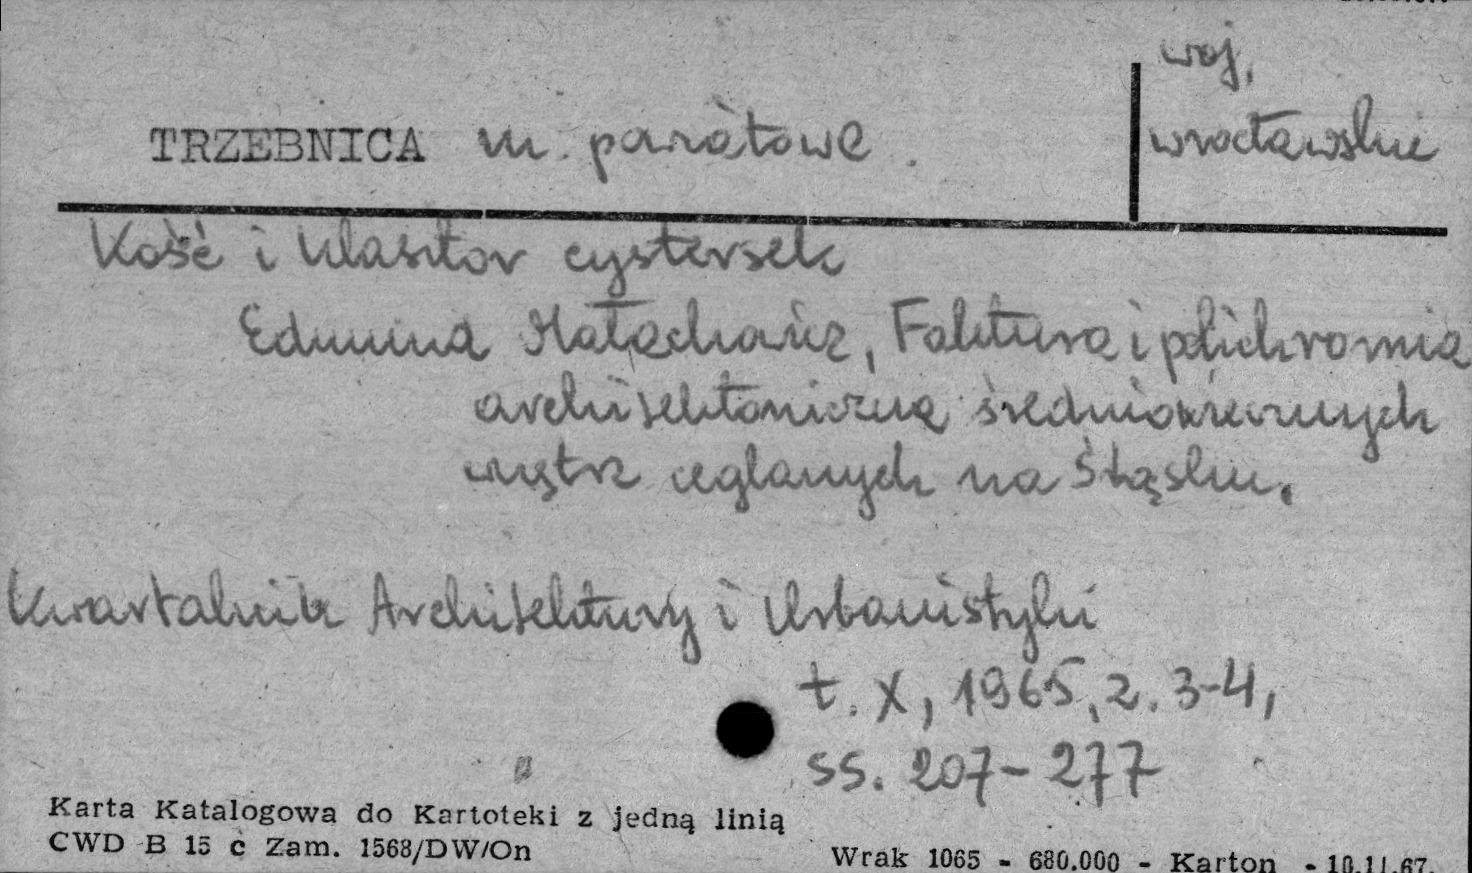 woj.
TRZEBNICA m. powiatowe.
wrocławskie
Kość i klasztor cystersek
Edmund Małachowicz, Faktura i polichromia
architektoniczna średniowiecznych
wnętrz ceglanych na Śląsku.
Kwartalnik Architektury i Urbanistyki
t. X, 1965, z. 3-4,
ss. 207-277
Karta Katalogowa do Kartoteki z jedną linią
CWD B 15 c Zam. 1568/DW/On
Wrak 1065 - 680.000 - Karton - 10.11.67.